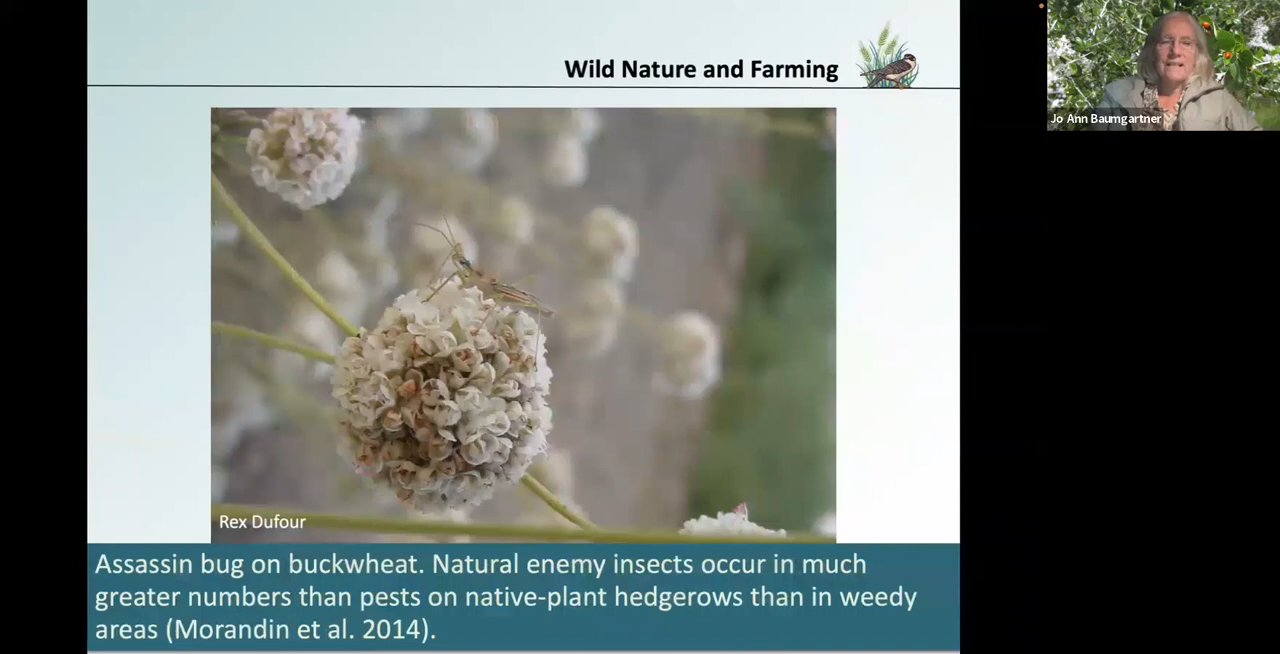 Wild Nature and Farming
Jo Ann Baumgartner
Rex Dufour
Assassin bug on buckwheat. Natural enemy insects occur in much
greater numbers than pests on native-plant hedgerows than in weedy
areas (Morandin et al. 2014).